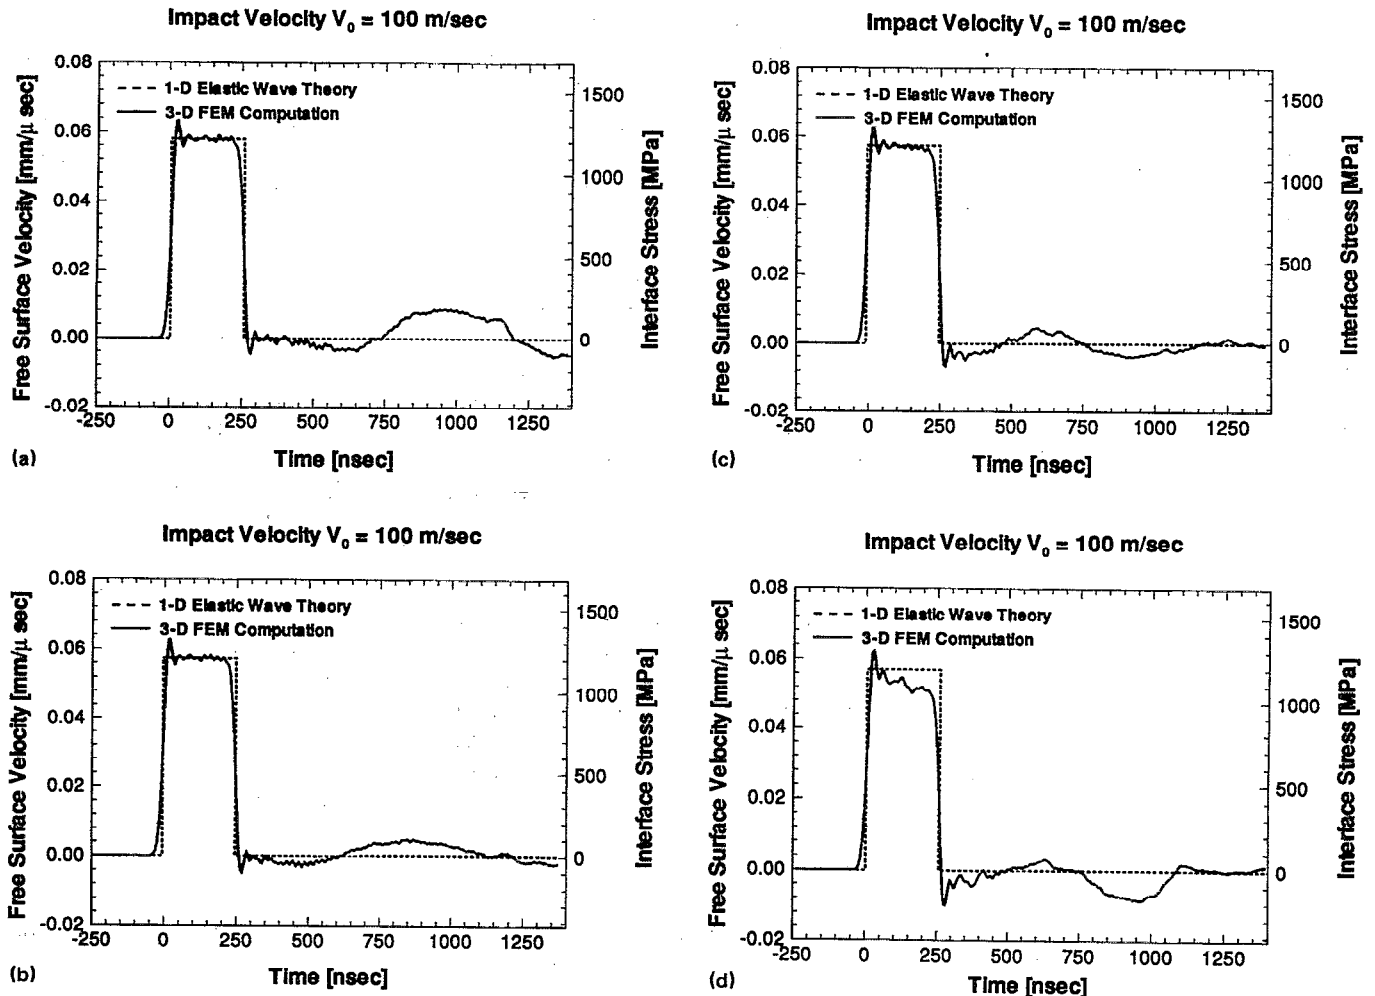 Impact Velocity V0 = 100 m/sec
0.08
0.06
0.04
0.02
0.00
-0.02
Free Surface Velocity [mm/μ sec]
1-D Elastic Wave Theory
3-D FEM Computation
1500
1000
500
0
Interface Stress [MPa]
-250 0 250 500 750 1000 1250
Time [nsec]
(a)
Impact Velocity V0 = 100 m/sec
0.08
0.06
0.04
0.02
0.00
-0.02
Free Surface Velocity [mm/μ sec]
1-D Elastic Wave Theory
3-D FEM Computation
1500
1000
500
0
Interface Stress [MPa]
-250 0 250 500 750 1000 1250
Time [nsec]
(c)
Impact Velocity V0 = 100 m/sec
0.08
0.06
0.04
0.02
0.00
-0.02
Free Surface Velocity [mm/μ sec]
1-D Elastic Wave Theory
3-D FEM Computation
1500
1000
500
0
Interface Stress [MPa]
-250 0 250 500 750 1000 1250
Time [nsec]
(b)
Impact Velocity V0 = 100 m/sec
0.08
0.06
0.04
0.02
0.00
-0.02
Free Surface Velocity [mm/μ sec]
1-D Elastic Wave Theory
3-D FEM Computation
1500
1000
500
0
Interface Stress [MPa]
-250 0 250 500 750 1000 1250
Time [nsec]
(d)